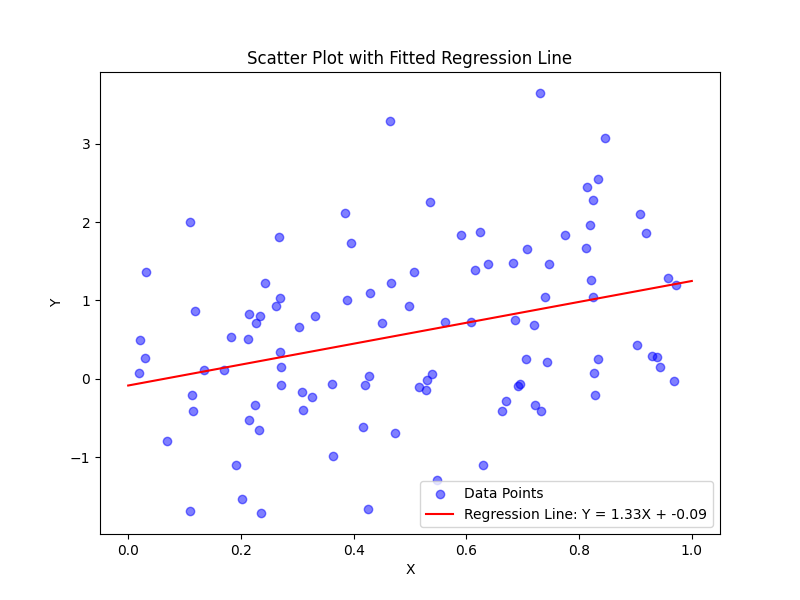 Scatter Plot with Fitted Regression Line
3
2
1
0
−1
Y
0.0 0.2 0.4 0.6 0.8 1.0
X
Data Points
Regression Line: Y = 1.33X + -0.09